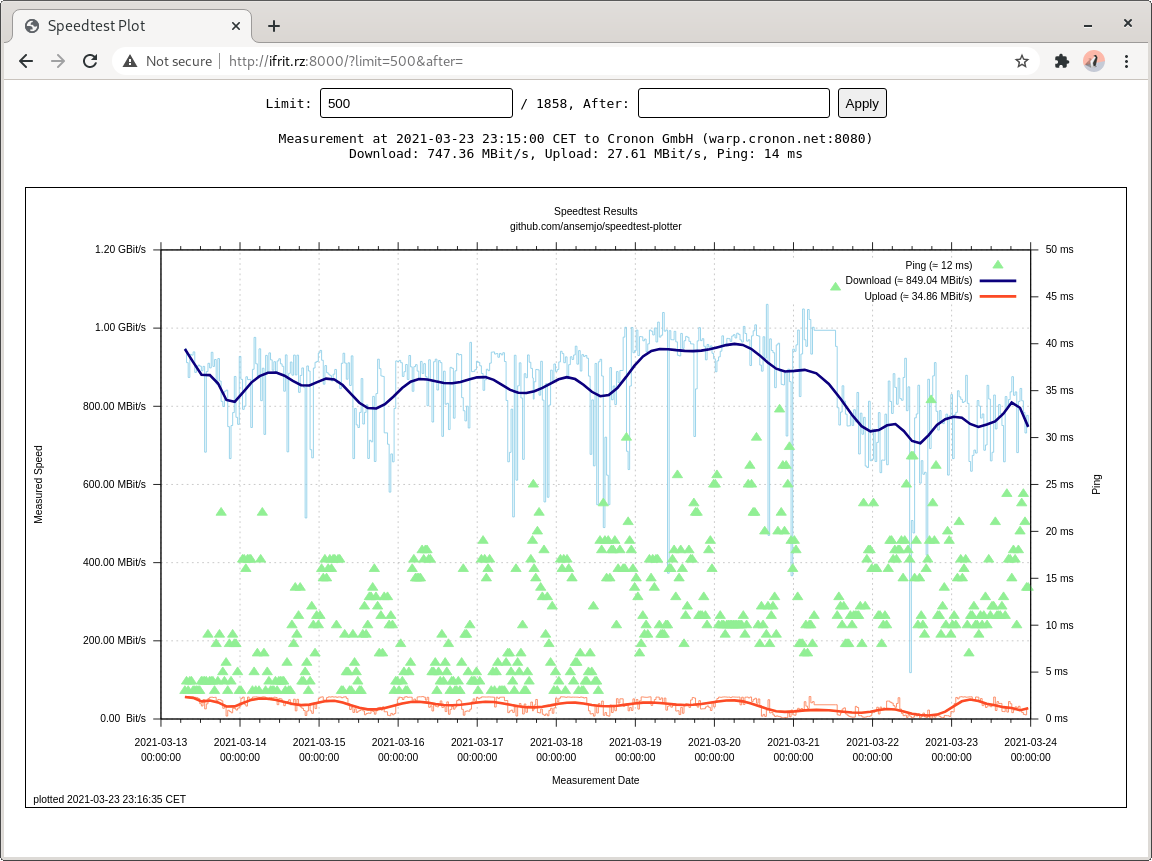 Speedtest Plot
Not secure | http://ifrit.rz:8000/?limit=500&after=
Limit: 500 / 1858, After: Apply
Measurement at 2021-03-23 23:15:00 CET to Cronon GmbH (warp.cronon.net:8080)
Download: 747.36 MBit/s, Upload: 27.61 MBit/s, Ping: 14 ms
Speedtest Results
github.com/ansemjo/speedtest-plotter
1.20 GBit/s
1.00 GBit/s
800.00 MBit/s
600.00 MBit/s
400.00 MBit/s
200.00 MBit/s
0.00 Bit/s
Measured Speed
Ping (≈ 12 ms)
Download (≈ 849.04 MBit/s)
Upload (≈ 34.86 MBit/s)
50 ms
45 ms
40 ms
35 ms
30 ms
25 ms
20 ms
15 ms
10 ms
5 ms
0 ms
Ping
2021-03-13 2021-03-14 2021-03-15 2021-03-16 2021-03-17 2021-03-18 2021-03-19 2021-03-20 2021-03-21 2021-03-22 2021-03-23 2021-03-24
00:00:00 00:00:00 00:00:00 00:00:00 00:00:00 00:00:00 00:00:00 00:00:00 00:00:00 00:00:00 00:00:00 00:00:00
Measurement Date
plotted 2021-03-23 23:16:35 CET